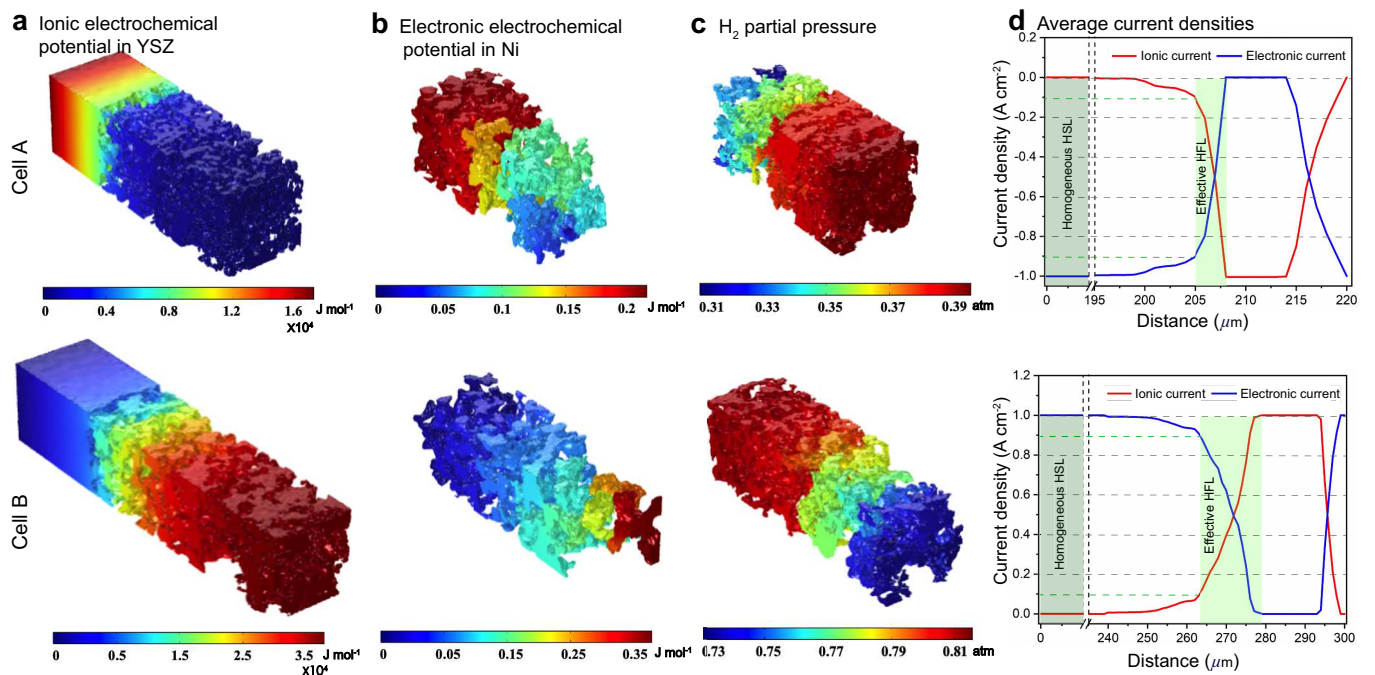 a Ionic electrochemical
potential in YSZ
b Electronic electrochemical
potential in Ni
c H₂ partial pressure
d Average current densities
Cell A
0 0.4 0.8 1.2 1.6 J mol⁻¹
X10⁴
0 0.05 0.1 0.15 0.2 J mol⁻¹
0.31 0.33 0.35 0.37 0.39 atm
Ionic current Electronic current
Current density (A cm⁻²)
0.2
0.0
-0.2
-0.4
-0.6
-0.8
-1.0
Homogeneous HSL
Effective HFL
0 195 200 205 210 215 220
Distance (μm)
Cell B
0 0.5 1.5 2.5 3.5 J mol⁻¹
X10⁴
0 0.05 0.15 0.25 0.35 J mol⁻¹
0.73 0.75 0.77 0.79 0.81 atm
Ionic current Electronic current
Current density (A cm⁻²)
1.2
1.0
0.8
0.6
0.4
0.2
0.0
Homogeneous HSL
Effective HFL
0 240 250 260 270 280 290 300
Distance (μm)